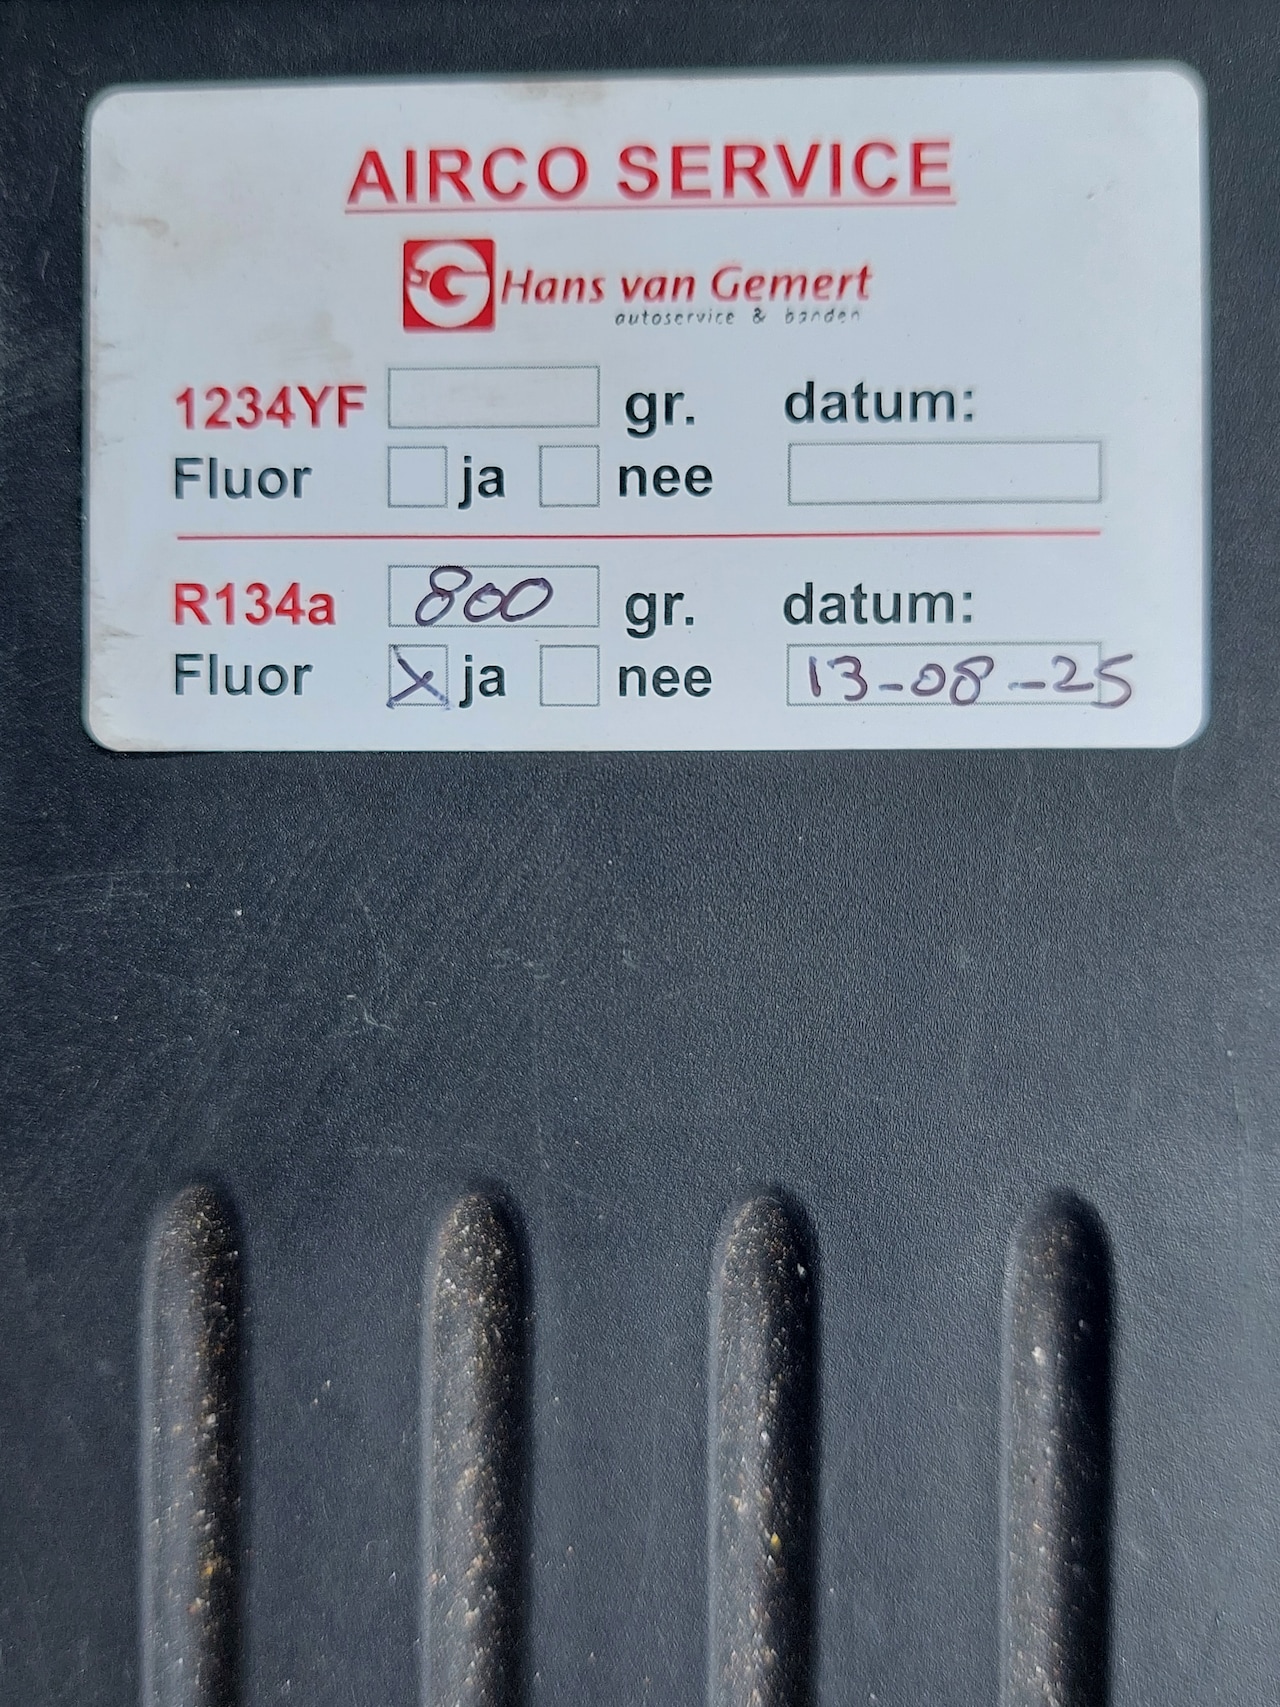 AIRCO SERVICE
Hans van Gemert
autoservice & banden
1234YF gr. datum:
Fluor ja nee
R134a 800 gr. datum:
Fluor X ja nee 13-08-25